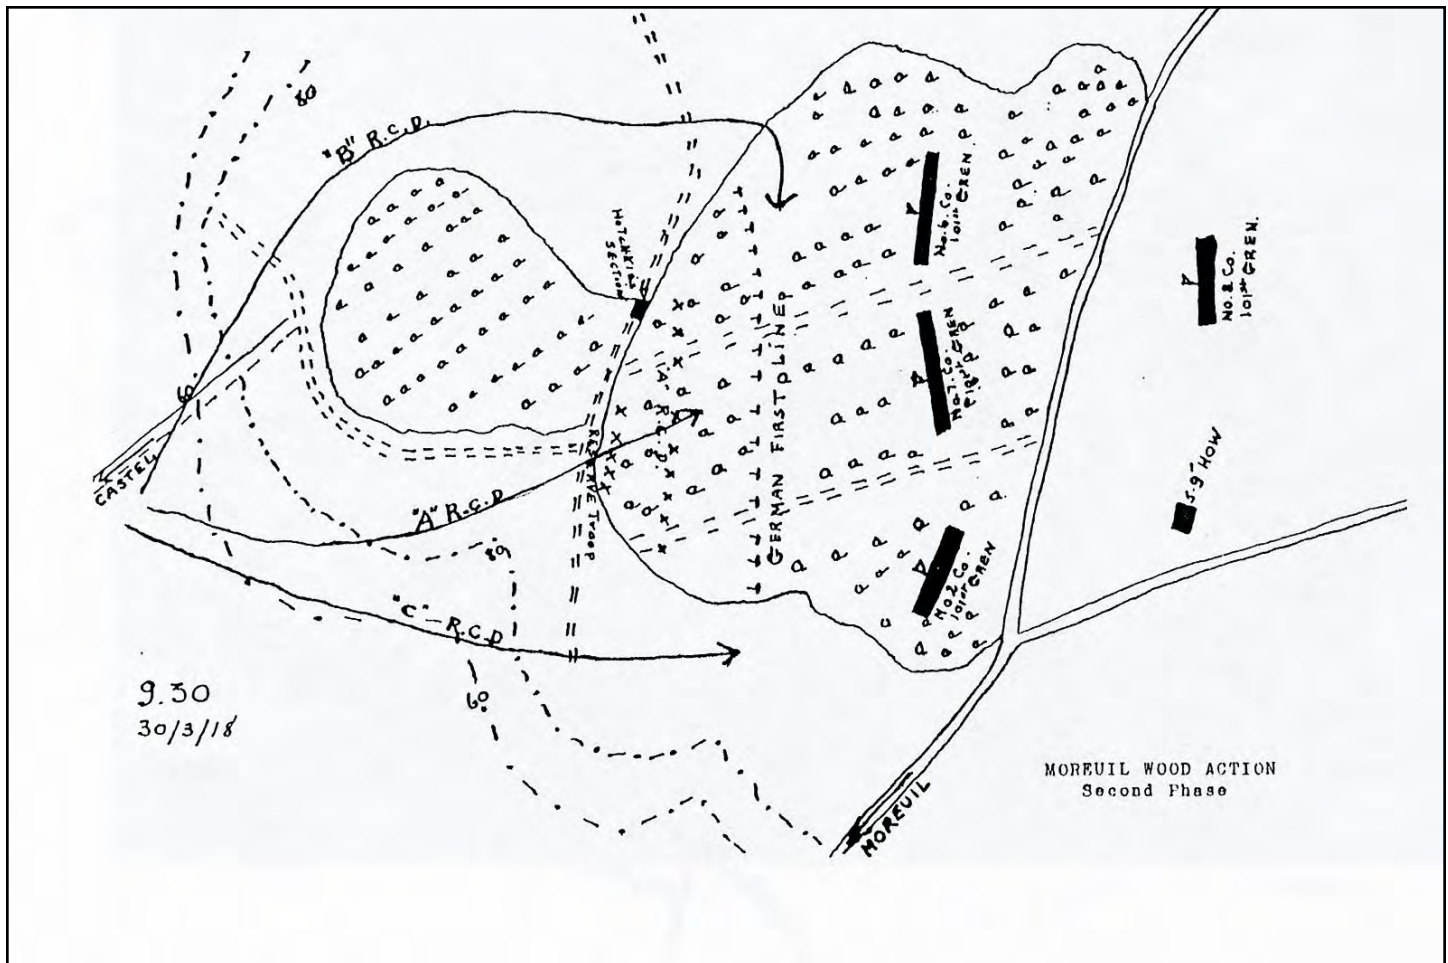 80
"B" R.C.D.
HOTCHKISS
SECTION
No. 6. Co.
101st GREN.
No. 8 Co.
101st GREN.
60
"A" R.C.D.
GERMAN FIRST LINE
No. 7. Co.
101st GREN
CASTEL
RESERVE TROOP
5.9" HOW
"A" R.C.D
80
No. 2 Co.
101st GREN
"C" R.C.D
60
9.30
30/3/18
MOREUIL WOOD ACTION
Second Phase
MOREUIL